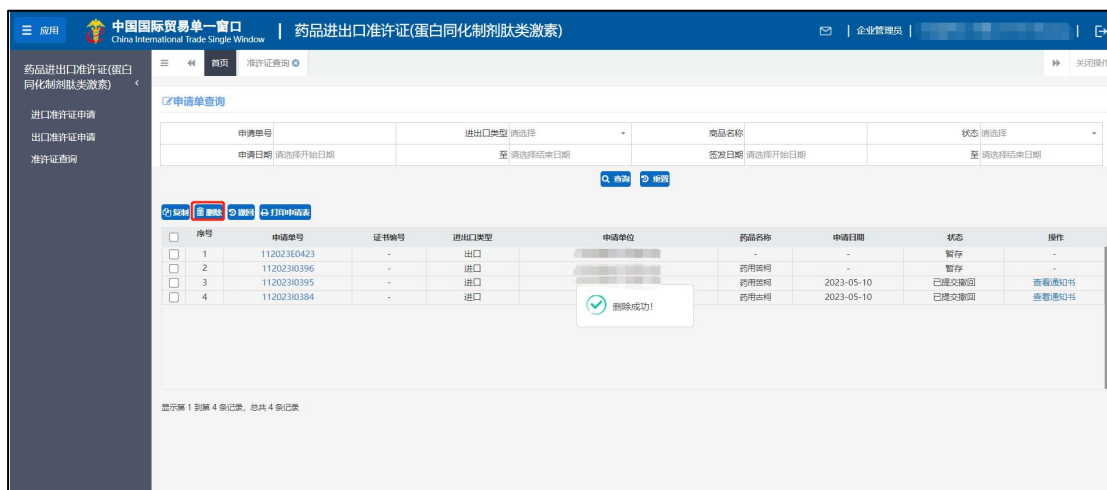 应用 中国国际贸易单一窗口 药品进出口准许证(蛋白同化制剂肽类激素) 企业管理员
China International Trade Single Window
药品进出口准许证(蛋白同化制剂肽类激素)
首页 准许证查询 关闭操作
进口准许证申请
出口准许证申请
准许证查询
申请单查询
申请单号 进出口类型 请选择 商品名称 状态 请选择
申请日期 请选择开始日期 至 请选择结束日期 签发日期 请选择开始日期 至 请选择结束日期
查询 重置
复制 删除 撤回 打印申请表
序号 申请单号 证书编号 进出口类型 申请单位 药品名称 申请日期 状态 操作
1 112023E0423 - 出口 - - 暂存 -
2 112023I0396 - 进口 药用苦柯 - 暂存 -
3 112023I0395 - 进口 药用苦柯 2023-05-10 已提交撤回 查看通知书
4 112023I0384 - 进口 药用古柯 2023-05-10 已提交撤回 查看通知书
删除成功!
显示第 1 到第 4 条记录, 总共 4 条记录